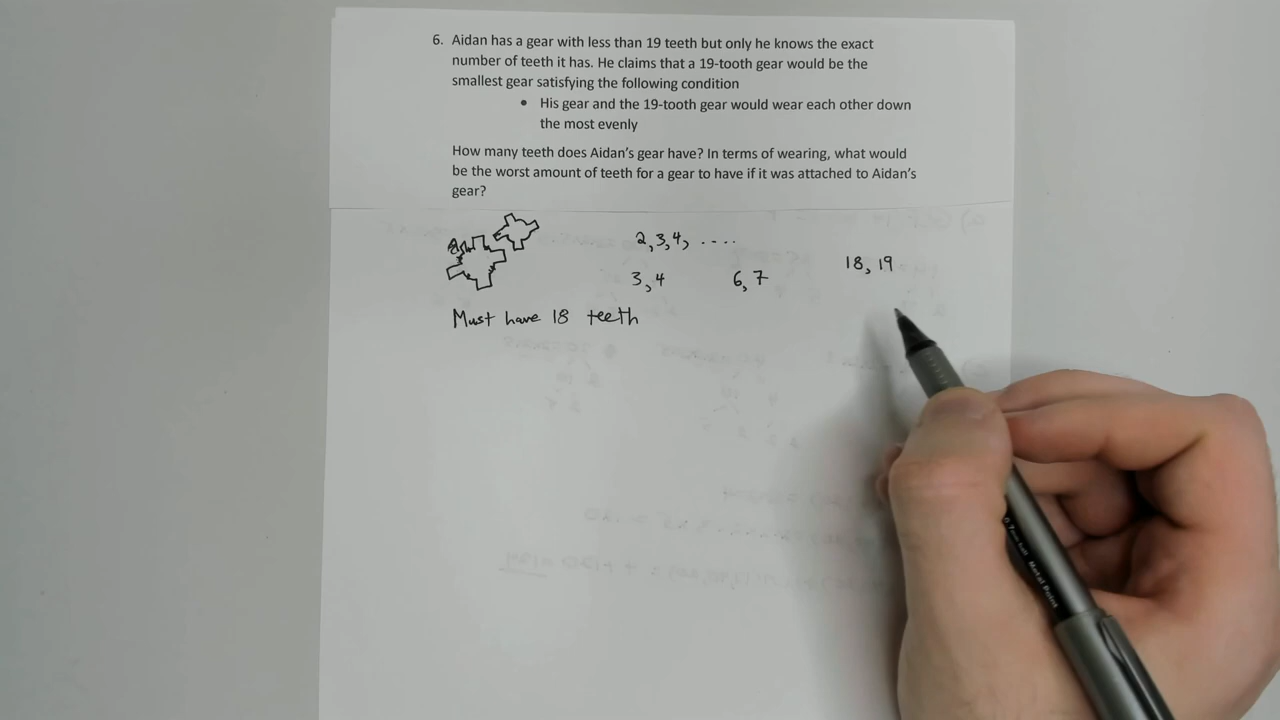 6. Aidan has a gear with less than 19 teeth but only he knows the exact
number of teeth it has. He claims that a 19-tooth gear would be the
smallest gear satisfying the following condition
• His gear and the 19-tooth gear would wear each other down
the most evenly
How many teeth does Aidan's gear have? In terms of wearing, what would
be the worst amount of teeth for a gear to have if it was attached to Aidan's
gear?
2,3,4, ....
3,4 6,7 18,19
Must have 18 teeth